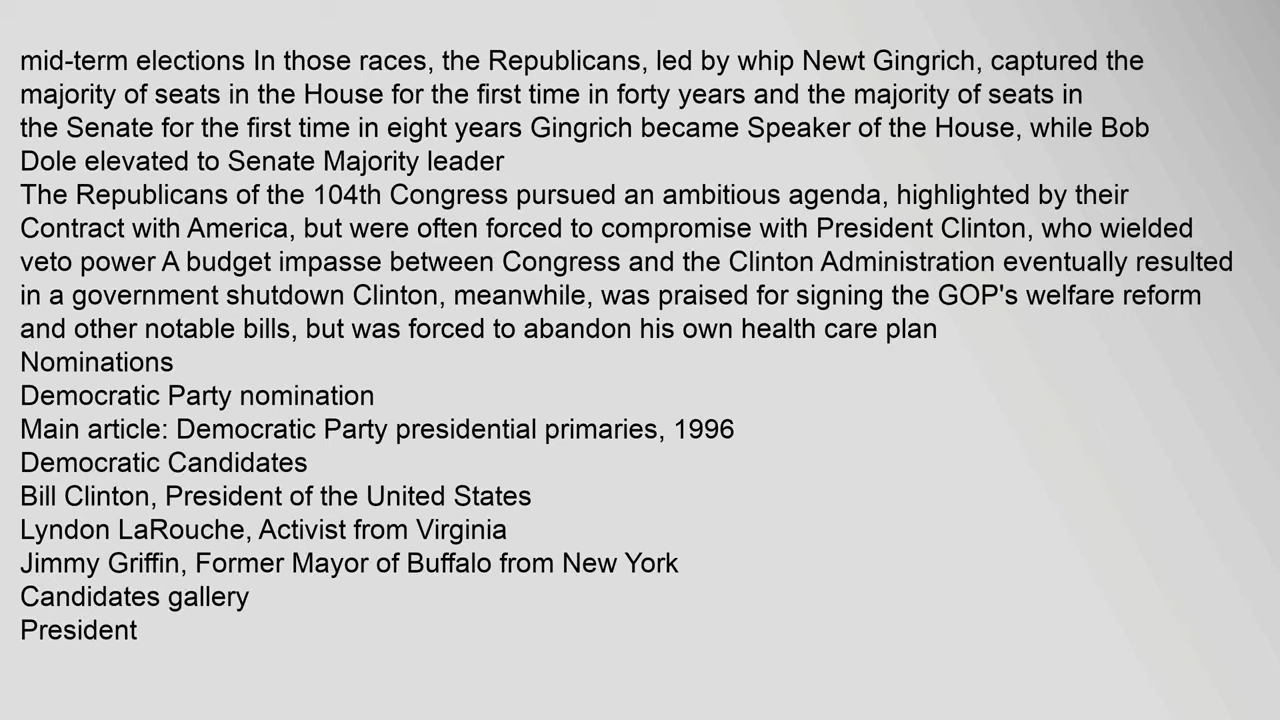 mid-term elections In those races, the Republicans, led by whip Newt Gingrich, captured the
majority of seats in the House for the first time in forty years and the majority of seats in
the Senate for the first time in eight years Gingrich became Speaker of the House, while Bob
Dole elevated to Senate Majority leader
The Republicans of the 104th Congress pursued an ambitious agenda, highlighted by their
Contract with America, but were often forced to compromise with President Clinton, who wielded
veto power A budget impasse between Congress and the Clinton Administration eventually resulted
in a government shutdown Clinton, meanwhile, was praised for signing the GOP's welfare reform
and other notable bills, but was forced to abandon his own health care plan
Nominations
Democratic Party nomination
Main article: Democratic Party presidential primaries, 1996
Democratic Candidates
Bill Clinton, President of the United States
Lyndon LaRouche, Activist from Virginia
Jimmy Griffin, Former Mayor of Buffalo from New York
Candidates gallery
President